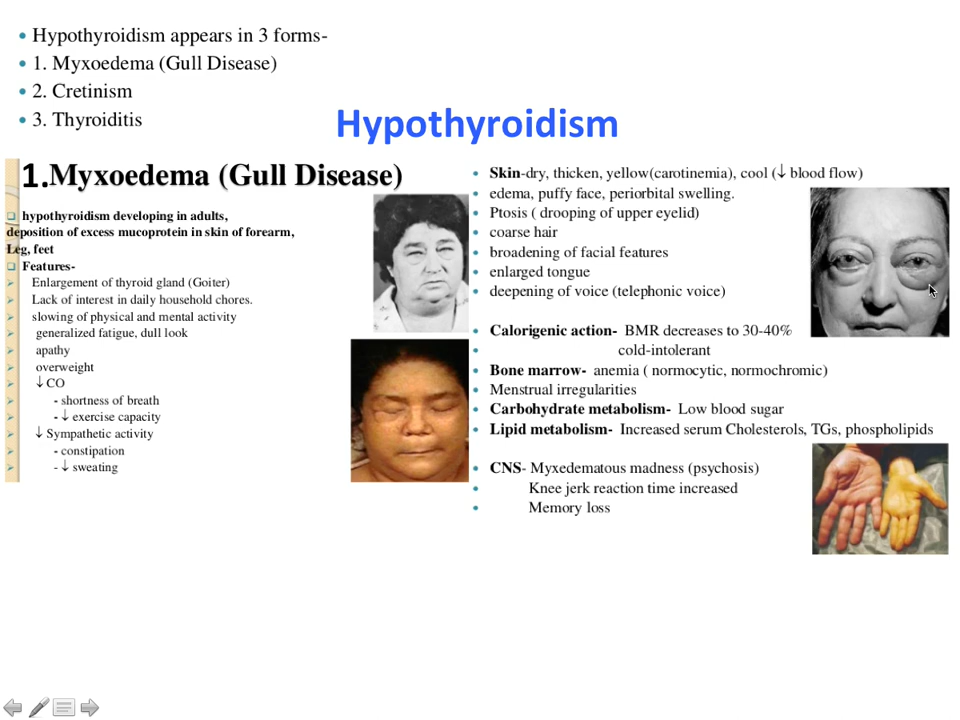 Hypothyroidism appears in 3 forms-
1. Myxoedema (Gull Disease)
2. Cretinism
3. Thyroiditis
Hypothyroidism
1.Myxoedema (Gull Disease)
hypothyroidism developing in adults,
deposition of excess mucoprotein in skin of forearm,
Leg, feet
Features-
Enlargement of thyroid gland (Goiter)
Lack of interest in daily household chores.
slowing of physical and mental activity
generalized fatigue, dull look
apathy
overweight
↓ CO
- shortness of breath
- ↓ exercise capacity
↓ Sympathetic activity
- constipation
- ↓ sweating
Skin-dry, thicken, yellow(carotinemia), cool (↓ blood flow)
edema, puffy face, periorbital swelling.
Ptosis ( drooping of upper eyelid)
coarse hair
broadening of facial features
enlarged tongue
deepening of voice (telephonic voice)
Calorigenic action- BMR decreases to 30-40%
cold-intolerant
Bone marrow- anemia ( normocytic, normochromic)
Menstrual irregularities
Carbohydrate metabolism- Low blood sugar
Lipid metabolism- Increased serum Cholesterols, TGs, phospholipids
CNS- Myxedematous madness (psychosis)
Knee jerk reaction time increased
Memory loss